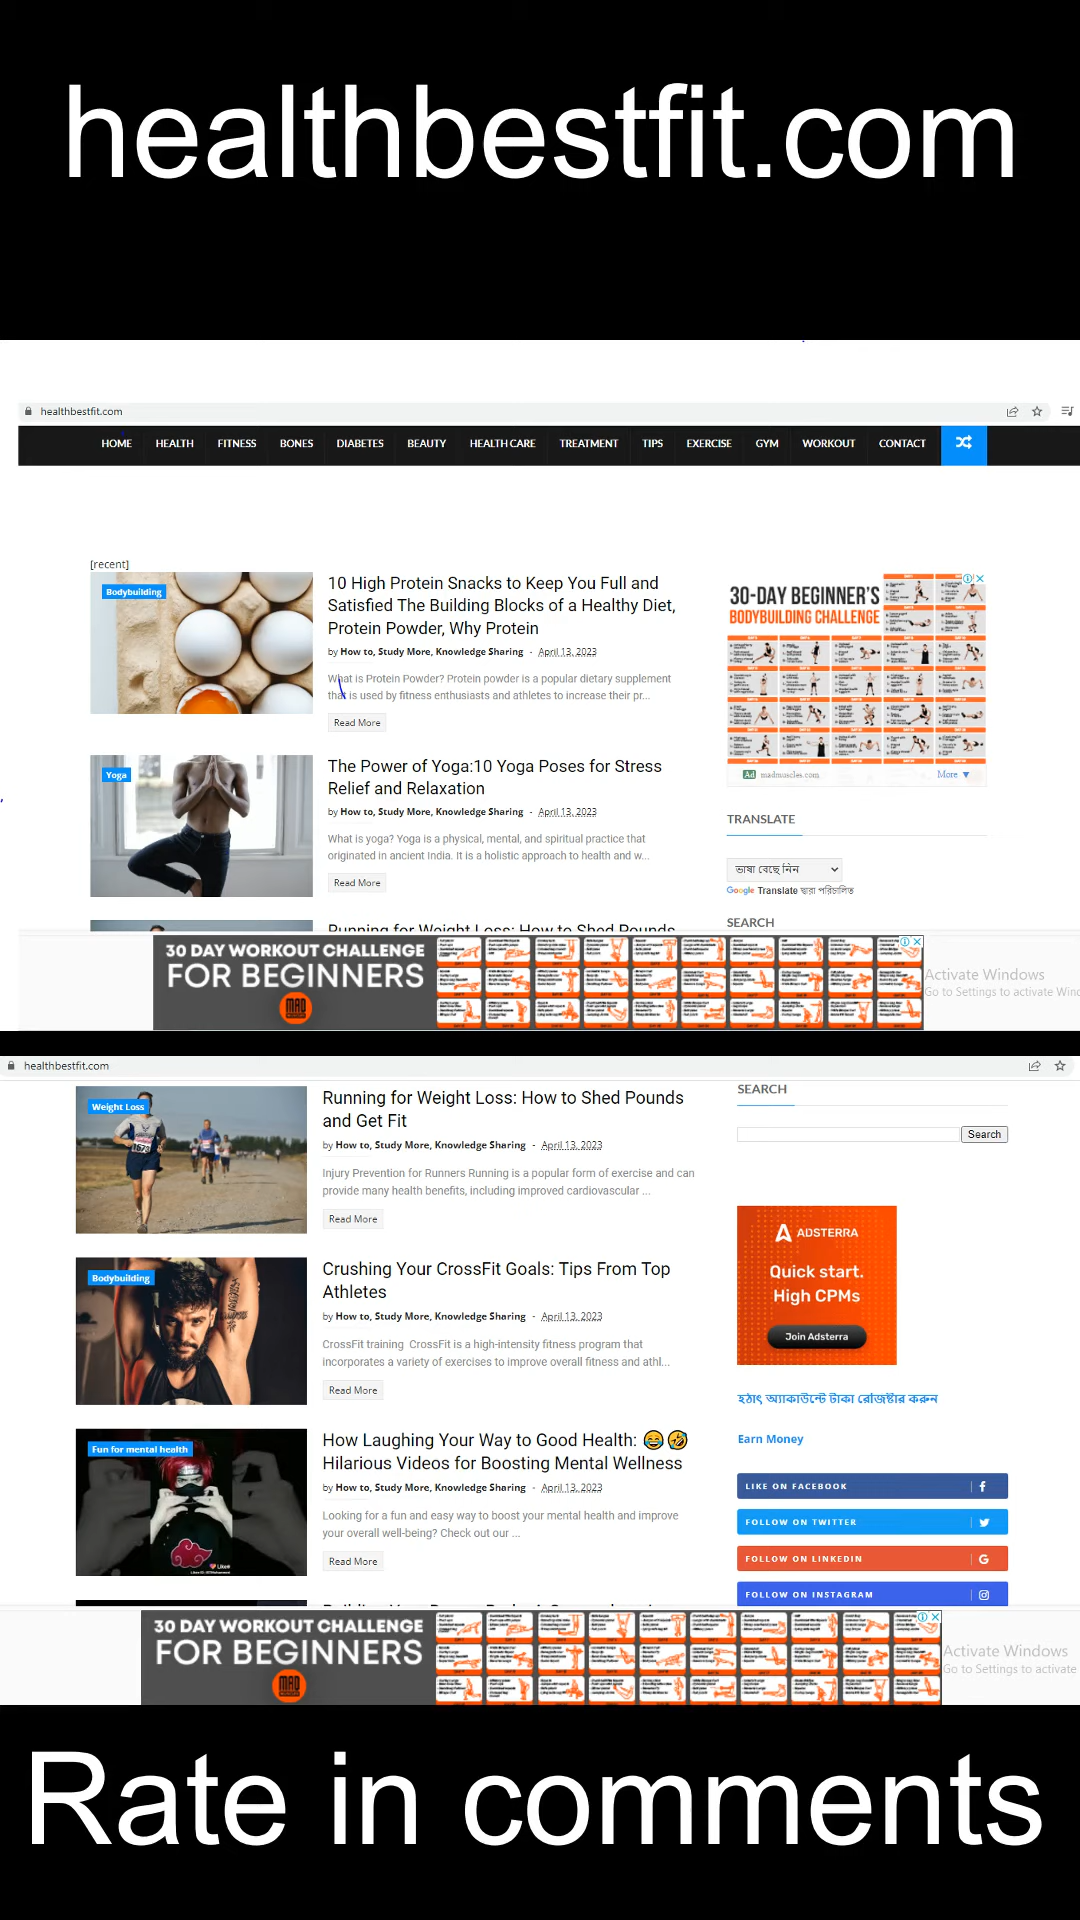 healthbestfit.com
healthbestfit.com
HOME HEALTH FITNESS BONES DIABETES BEAUTY HEALTH CARE TREATMENT TIPS EXERCISE GYM WORKOUT CONTACT
[recent]
Bodybuilding
10 High Protein Snacks to Keep You Full and
Satisfied The Building Blocks of a Healthy Diet,
Protein Powder, Why Protein
by How to, Study More, Knowledge Sharing - April 13, 2023
What is Protein Powder? Protein powder is a popular dietary supplement
that is used by fitness enthusiasts and athletes to increase their pr...
Read More
30-DAY BEGINNER'S
BODYBUILDING CHALLENGE
Ad madmuscles.com More
Yoga
The Power of Yoga:10 Yoga Poses for Stress
Relief and Relaxation
by How to, Study More, Knowledge Sharing - April 13, 2023
What is yoga? Yoga is a physical, mental, and spiritual practice that
originated in ancient India. It is a holistic approach to health and w...
Read More
TRANSLATE
ভাষা বেছে নিন
Google Translate দ্বারা পরিচালিত
SEARCH
Running for Weight Loss: How to Shed Pounds
30 DAY WORKOUT CHALLENGE
FOR BEGINNERS
MAD
Activate Windows
Go to Settings to activate Winc
healthbestfit.com
Weight Loss
1673
Running for Weight Loss: How to Shed Pounds
and Get Fit
by How to, Study More, Knowledge Sharing - April 13, 2023
Injury Prevention for Runners Running is a popular form of exercise and can
provide many health benefits, including improved cardiovascular ...
Read More
SEARCH
Search
Bodybuilding
Crushing Your CrossFit Goals: Tips From Top
Athletes
by How to, Study More, Knowledge Sharing - April 13, 2023
CrossFit training CrossFit is a high-intensity fitness program that
incorporates a variety of exercises to improve overall fitness and athl...
Read More
ADSTERRA
Quick start.
High CPMs
Join Adsterra
হঠাৎ অ্যাকাউন্টে টাকা রেজিষ্টার করুন
Earn Money
Fun for mental health
How Laughing Your Way to Good Health: 😂🤣
Hilarious Videos for Boosting Mental Wellness
by How to, Study More, Knowledge Sharing - April 13, 2023
Looking for a fun and easy way to boost your mental health and improve
your overall well-being? Check out our ...
Read More
Likee
LIKE ON FACEBOOK
FOLLOW ON TWITTER
FOLLOW ON LINKEDIN
FOLLOW ON INSTAGRAM
30 DAY WORKOUT CHALLENGE
FOR BEGINNERS
MAD
Activate Windows
Go to Settings to activate
Rate in comments